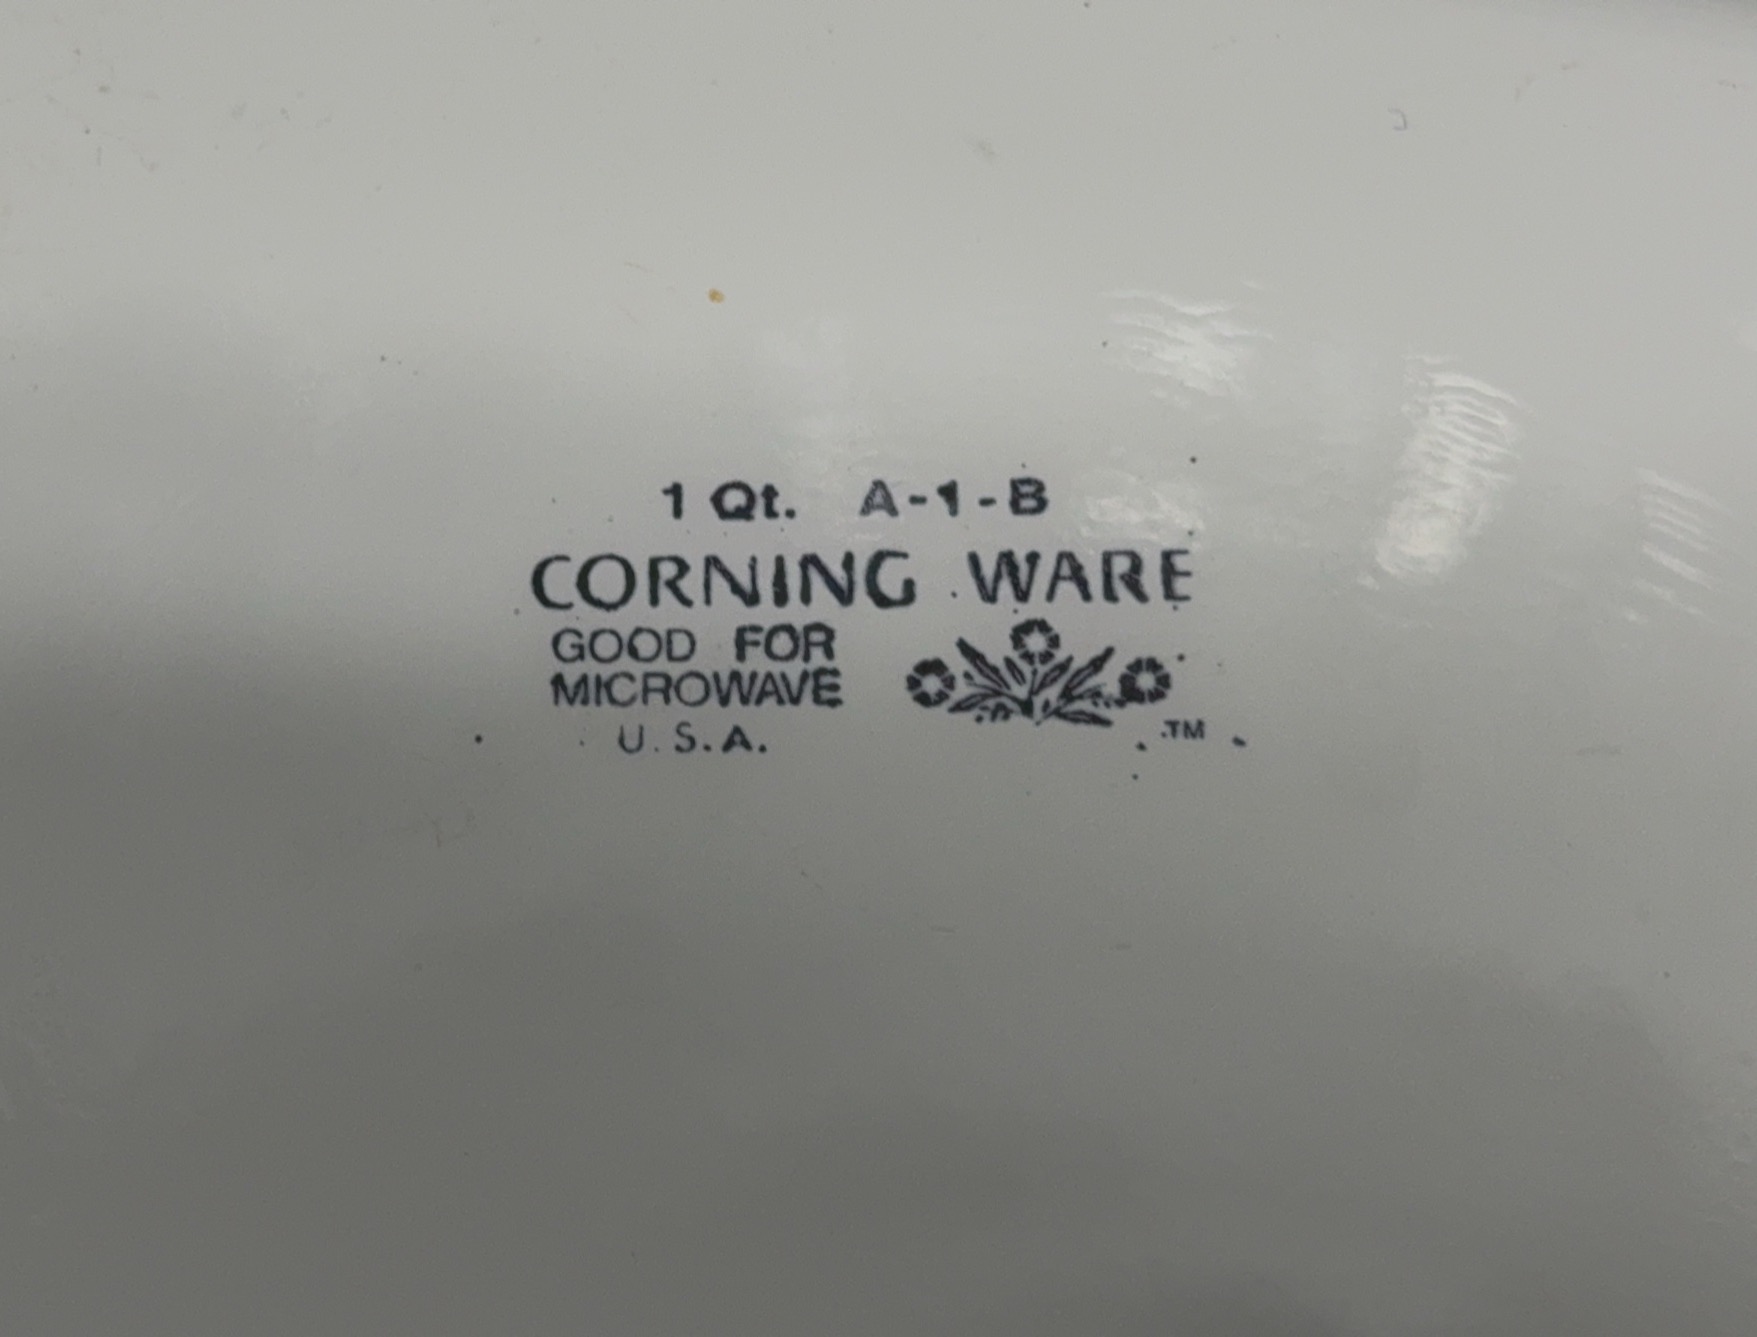 1 Qt. A-1-B
CORNING WARE
GOOD FOR
MICROWAVE
U.S.A.
TM